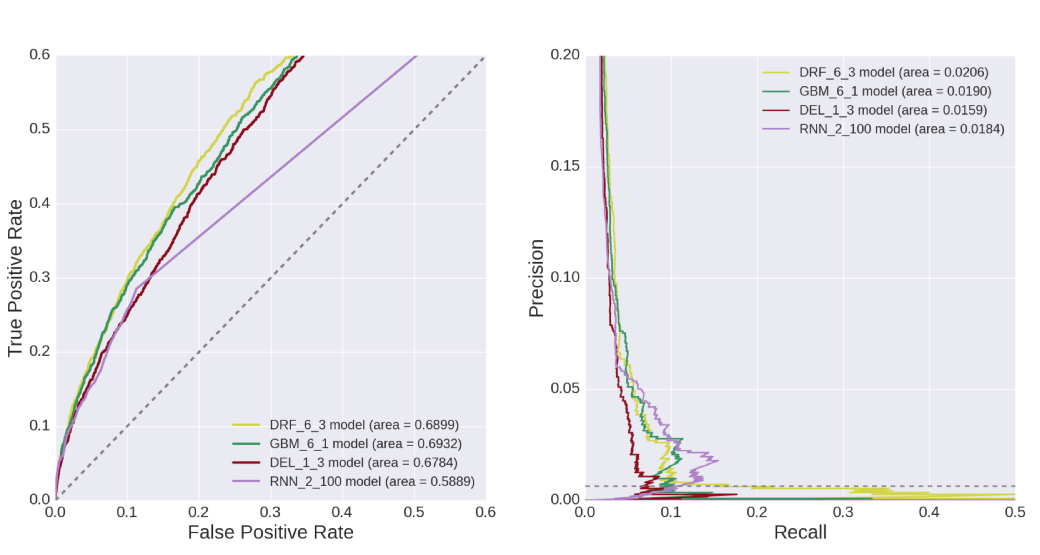 0.6
0.5
0.4
0.3
0.2
0.1
0.0
True Positive Rate
DRF_6_3 model (area = 0.6899)
GBM_6_1 model (area = 0.6932)
DEL_1_3 model (area = 0.6784)
RNN_2_100 model (area = 0.5889)
0.0 0.1 0.2 0.3 0.4 0.5 0.6
False Positive Rate
0.20
0.15
0.10
0.05
0.00
Precision
DRF_6_3 model (area = 0.0206)
GBM_6_1 model (area = 0.0190)
DEL_1_3 model (area = 0.0159)
RNN_2_100 model (area = 0.0184)
0.0 0.1 0.2 0.3 0.4 0.5
Recall